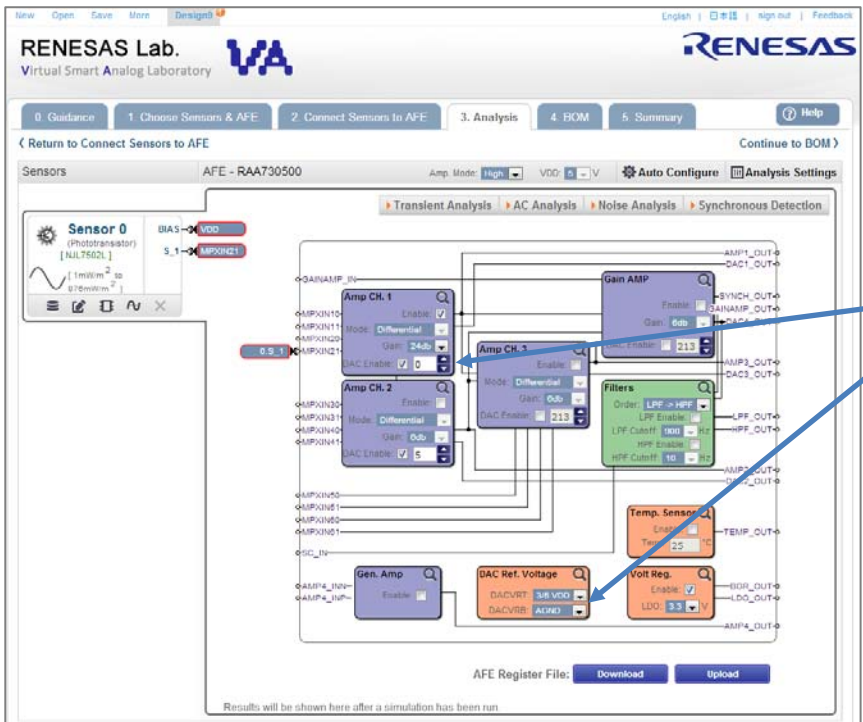 New Open Save More Design0
English | 日本語 | sign out | Feedback
RENESAS Lab.
Virtual Smart Analog Laboratory
VA
RENESAS
0. Guidance
1. Choose Sensors & AFE
2. Connect Sensors to AFE
3. Analysis
4. BOM
5. Summary
? Help
Return to Connect Sensors to AFE
Continue to BOM
Sensors
AFE - RAA730500
Amp. Mode: High
VDD: 5 V
Auto Configure
Analysis Settings
Transient Analysis
AC Analysis
Noise Analysis
Synchronous Detection
Sensor 0
(Phototransistor)
[NJL7502L]
BIAS
VDD
S_1
MPXIN21
GAINAMP_IN
MPXIN10
MPXIN11
MPXIN20
MPXIN21
0.S_1
Amp CH. 1
Enable:
Mode: Differential
Gain: 24db
DAC Enable: 0
MPXIN30
MPXIN31
MPXIN40
MPXIN41
Amp CH. 2
Enable:
Mode: Differential
Gain: 6db
DAC Enable: 5
Amp CH. 3
Enable:
Mode: Differential
Gain: 6db
DAC Enable: 213
Gain AMP
Enable:
Gain: 6db
DAC Enable: 213
AMP1_OUT
DAC1_OUT
SYNCH_OUT
GAINAMP_OUT
DAC4_OUT
AMP3_OUT
DAC3_OUT
Filters
Order: LPF -> HPF
LPF Enable:
LPF Cutoff: 900 Hz
HPF Enable:
HPF Cutoff: 10 Hz
LPF_OUT
HPF_OUT
AMP2_OUT
DAC2_OUT
MPXIN50
MPXIN51
MPXIN60
MPXIN61
SC_IN
Temp. Sensor
Enable:
25 °C
TEMP_OUT
AMP4_INN
AMP4_INP
Gen. Amp
Enable:
DAC Ref. Voltage
DACVRT: 3/5 VDD
DACVRB: AGND
Volt Reg.
Enable:
LDO: 3.3 V
BGR_OUT
LDO_OUT
AMP4_OUT
AFE Register File: Download Upload
Results will be shown here after a simulation has been run